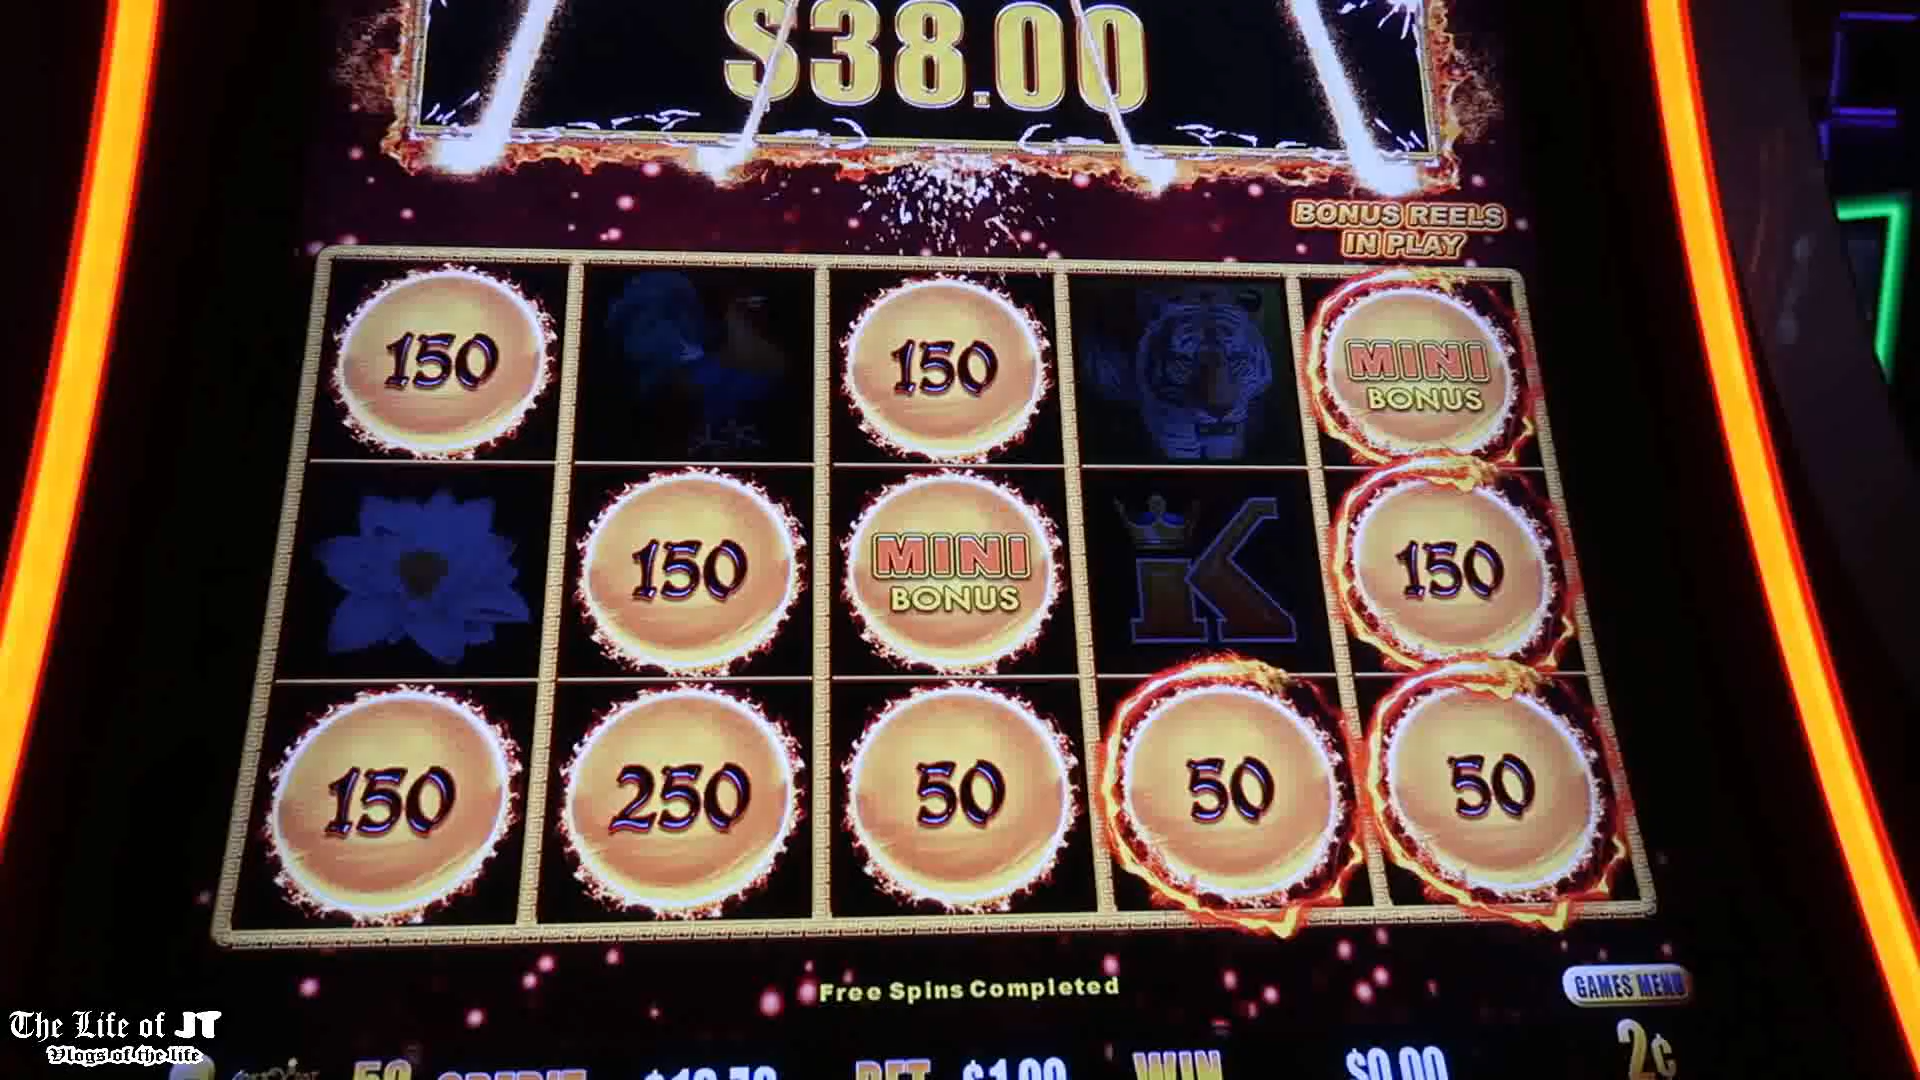 $38.00
BONUS REELS
IN PLAY
150
150
MINI
BONUS
150
MINI
BONUS
K
150
150
250
50
50
50
Free Spins Completed
GAMES MENU
The Life of JT
Vlogs of the life
2¢
50 CREDIT BET $1.00 WIN $0.00